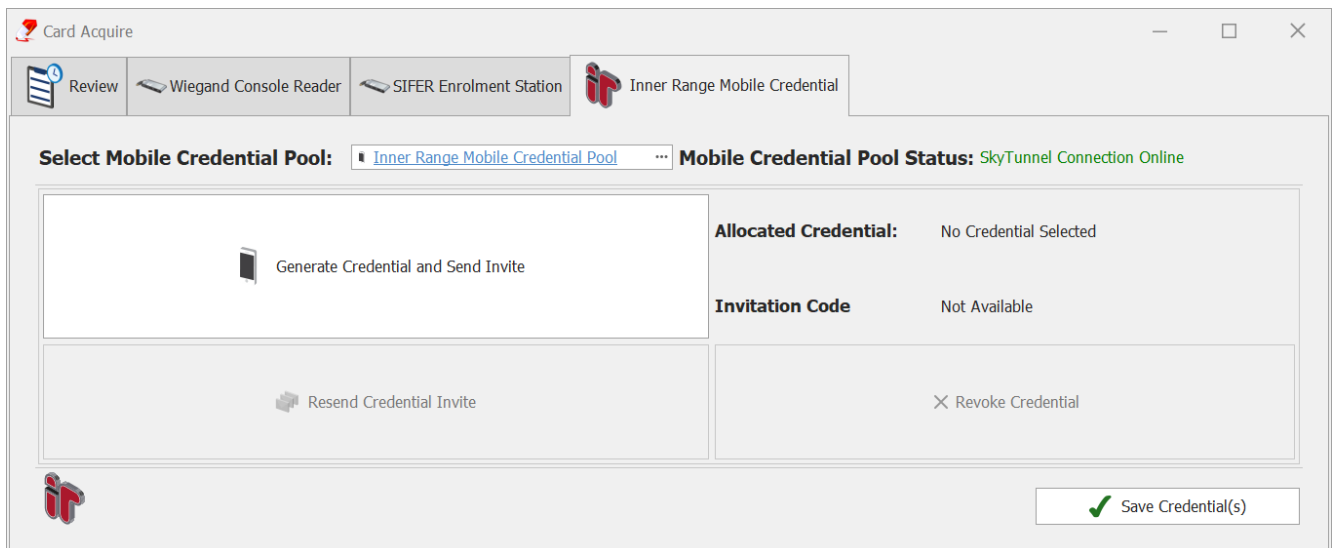 Card Acquire
Review
Wiegand Console Reader
SIFER Enrolment Station
Inner Range Mobile Credential
Select Mobile Credential Pool: Inner Range Mobile Credential Pool ··· Mobile Credential Pool Status: SkyTunnel Connection Online
Generate Credential and Send Invite
Allocated Credential: No Credential Selected
Invitation Code Not Available
Resend Credential Invite
Revoke Credential
ir
Save Credential(s)